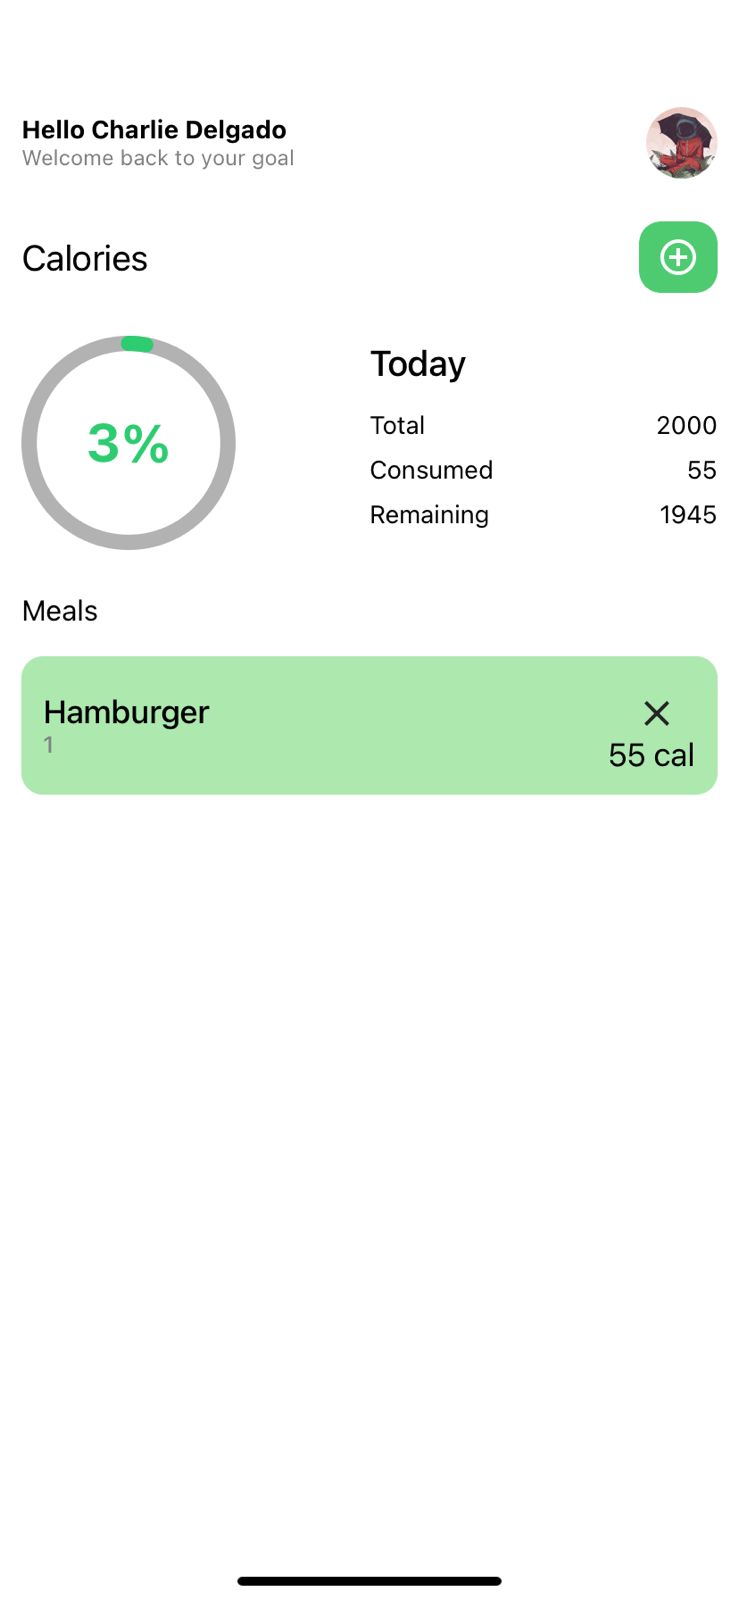 Hello Charlie Delgado
Welcome back to your goal
Calories
3%
Today
Total 2000
Consumed 55
Remaining 1945
Meals
Hamburger
1
55 cal